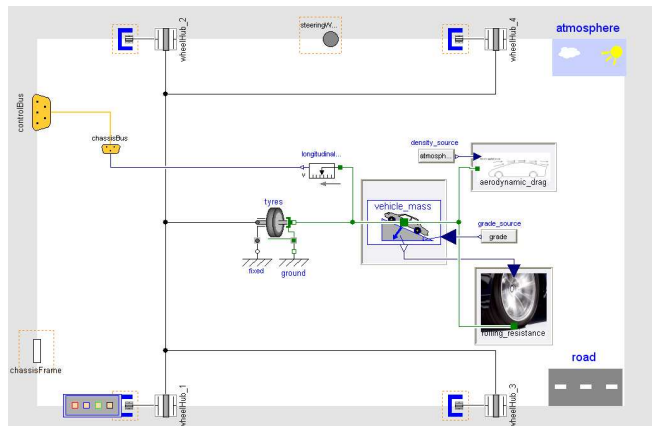 wheelHub_2
steeringW...
wheelHub_4
atmosphere
controlBus
chassisBus
longitudinal...
v
density_source
atmosph...
aerodynamic_drag
tyres
vehicle_mass
grade_source
grade
fixed
ground
rolling_resistance
chassisFrame
road
wheelHub_1
wheelHub_3